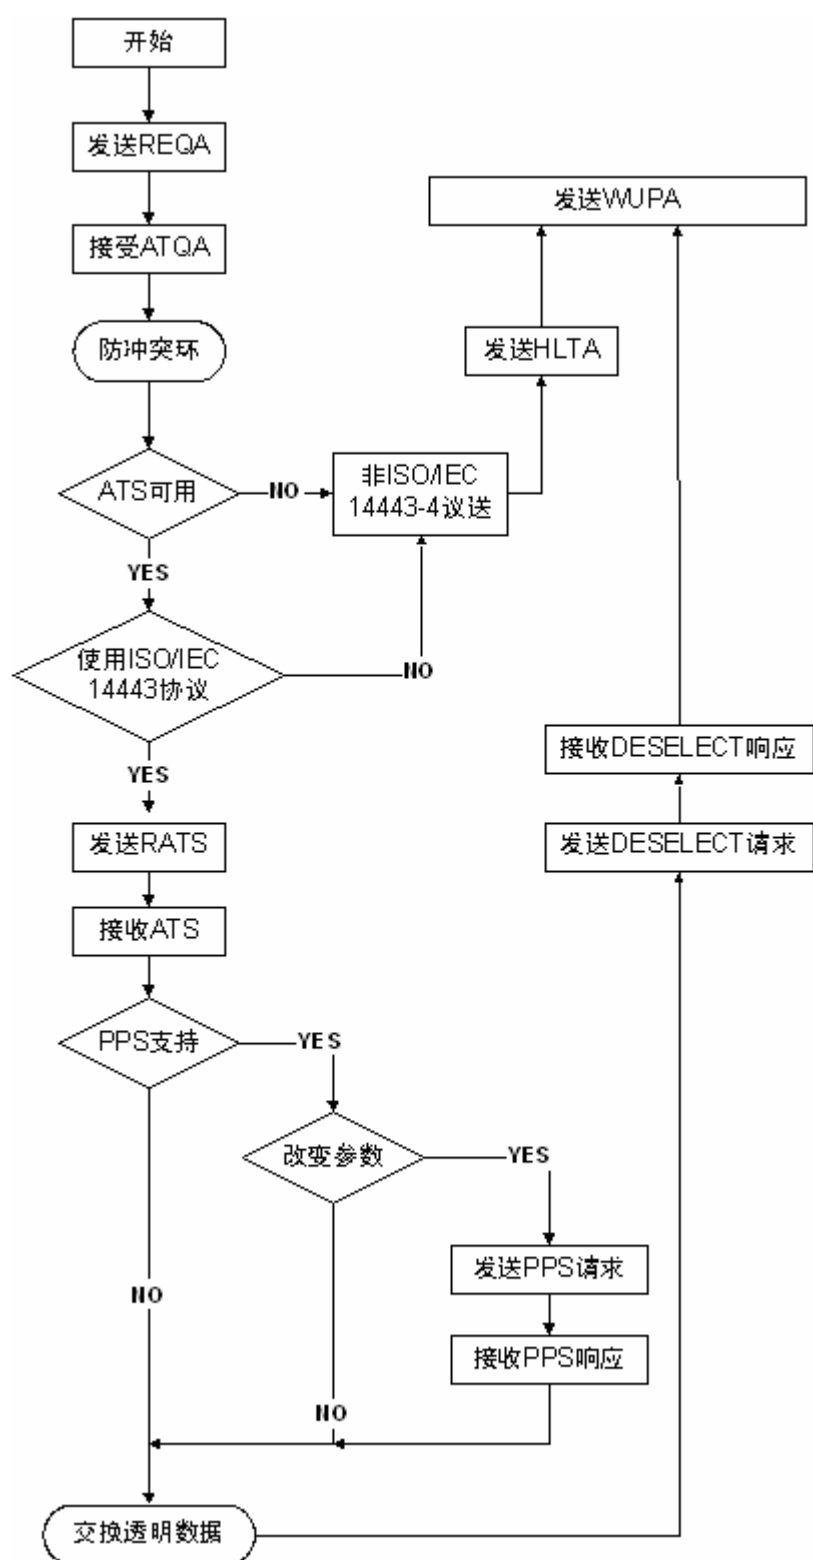 开始
发送REQA
发送WUPA
接受ATQA
防冲突环
发送HLTA
ATS可用
NO
非ISO/IEC
14443-4议送
YES
使用ISO/IEC
14443协议
NO
YES
接收DESELECT响应
发送RATS
发送DESELECT请求
接收ATS
PPS支持
YES
改变参数
YES
发送PPS请求
NO
接收PPS响应
NO
交换透明数据